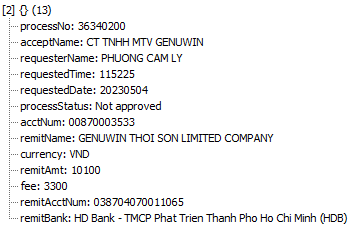 [2] {} (13)
processNo: 36340200
acceptName: CT TNHH MTV GENUWIN
requesterName: PHUONG CAM LY
requestedTime: 115225
requestedDate: 20230504
processStatus: Not approved
acctNum: 00870003533
remitName: GENUWIN THOI SON LIMITED COMPANY
currency: VND
remitAmt: 10100
fee: 3300
remitAcctNum: 038704070011065
remitBank: HD Bank - TMCP Phat Trien Thanh Pho Ho Chi Minh (HDB)